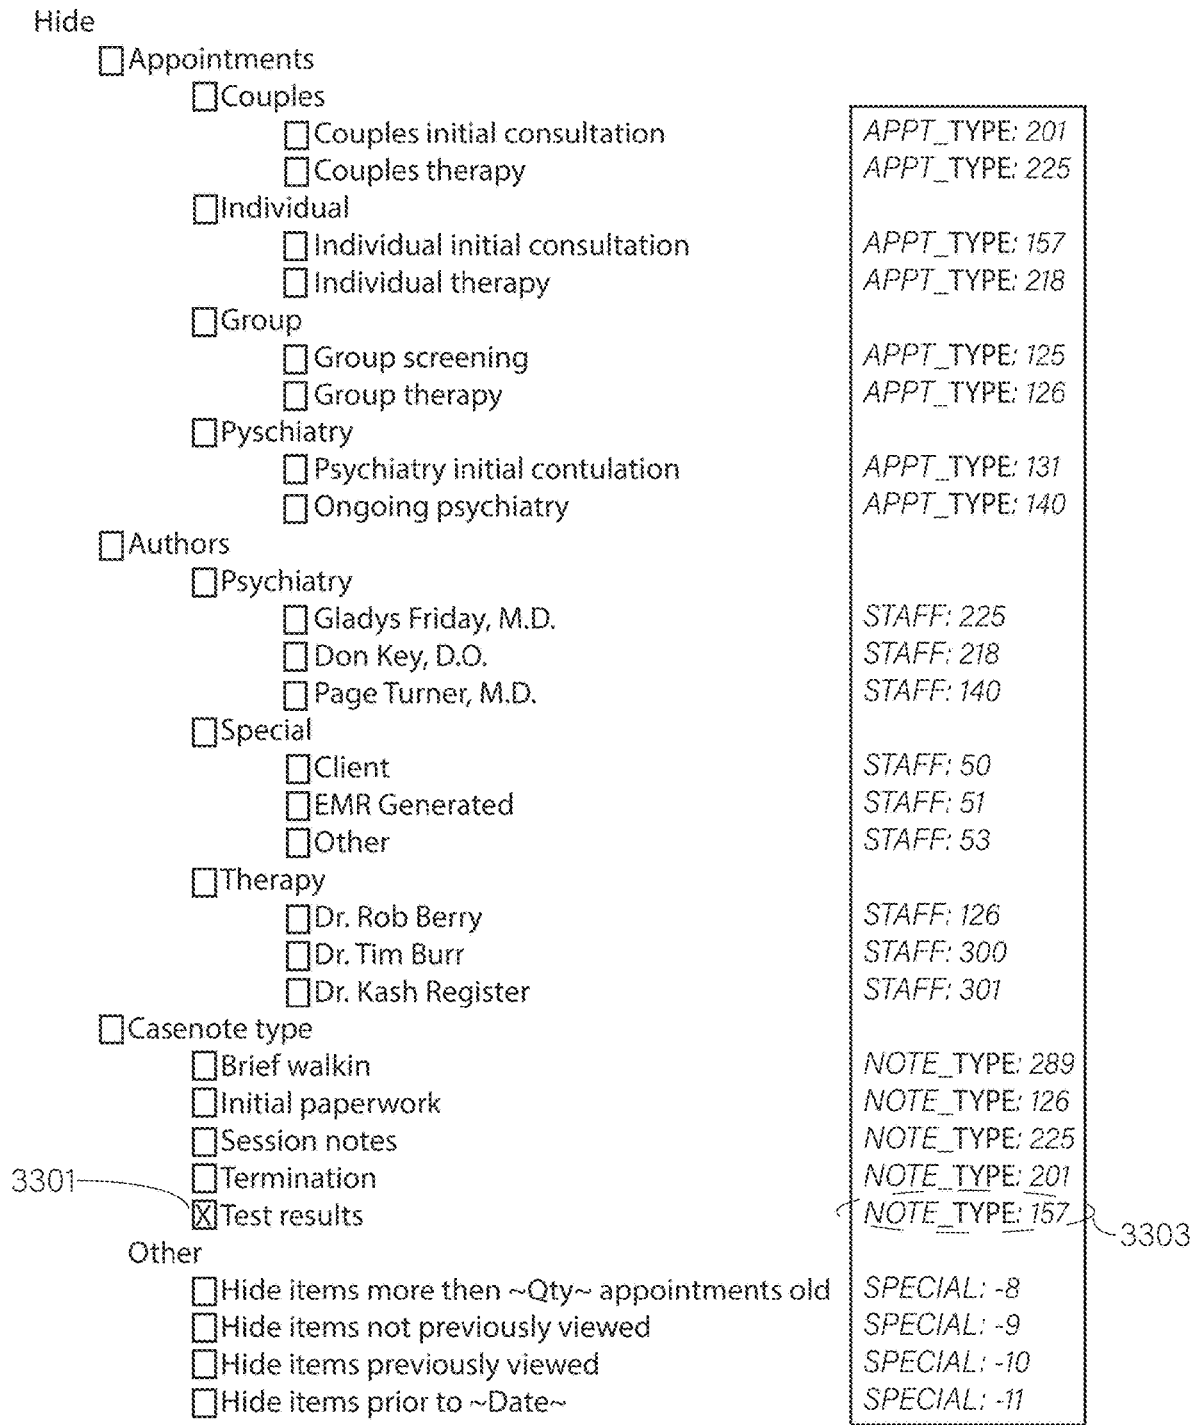 Hide
Appointments
Couples
Couples initial consultation APPT_TYPE: 201
Couples therapy APPT_TYPE: 225
Individual
Individual initial consultation APPT_TYPE: 157
Individual therapy APPT_TYPE: 218
Group
Group screening APPT_TYPE: 125
Group therapy APPT_TYPE: 126
Pyschiatry
Psychiatry initial contulation APPT_TYPE: 131
Ongoing psychiatry APPT_TYPE: 140
Authors
Psychiatry
Gladys Friday, M.D. STAFF: 225
Don Key, D.O. STAFF: 218
Page Turner, M.D. STAFF: 140
Special
Client STAFF: 50
EMR Generated STAFF: 51
Other STAFF: 53
Therapy
Dr. Rob Berry STAFF: 126
Dr. Tim Burr STAFF: 300
Dr. Kash Register STAFF: 301
Casenote type
Brief walkin NOTE_TYPE: 289
Initial paperwork NOTE_TYPE: 126
Session notes NOTE_TYPE: 225
3301 Termination NOTE_TYPE: 201
X Test results NOTE_TYPE: 157 3303
Other
Hide items more then ~Qty~ appointments old SPECIAL: -8
Hide items not previously viewed SPECIAL: -9
Hide items previously viewed SPECIAL: -10
Hide items prior to ~Date~ SPECIAL: -11